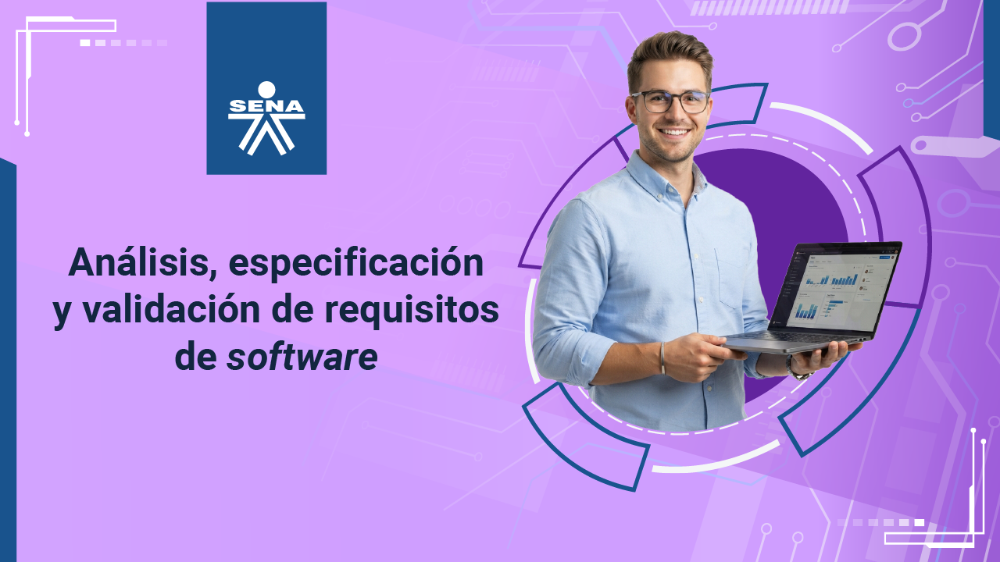 SENA
Análisis, especificación
y validación de requisitos
de software